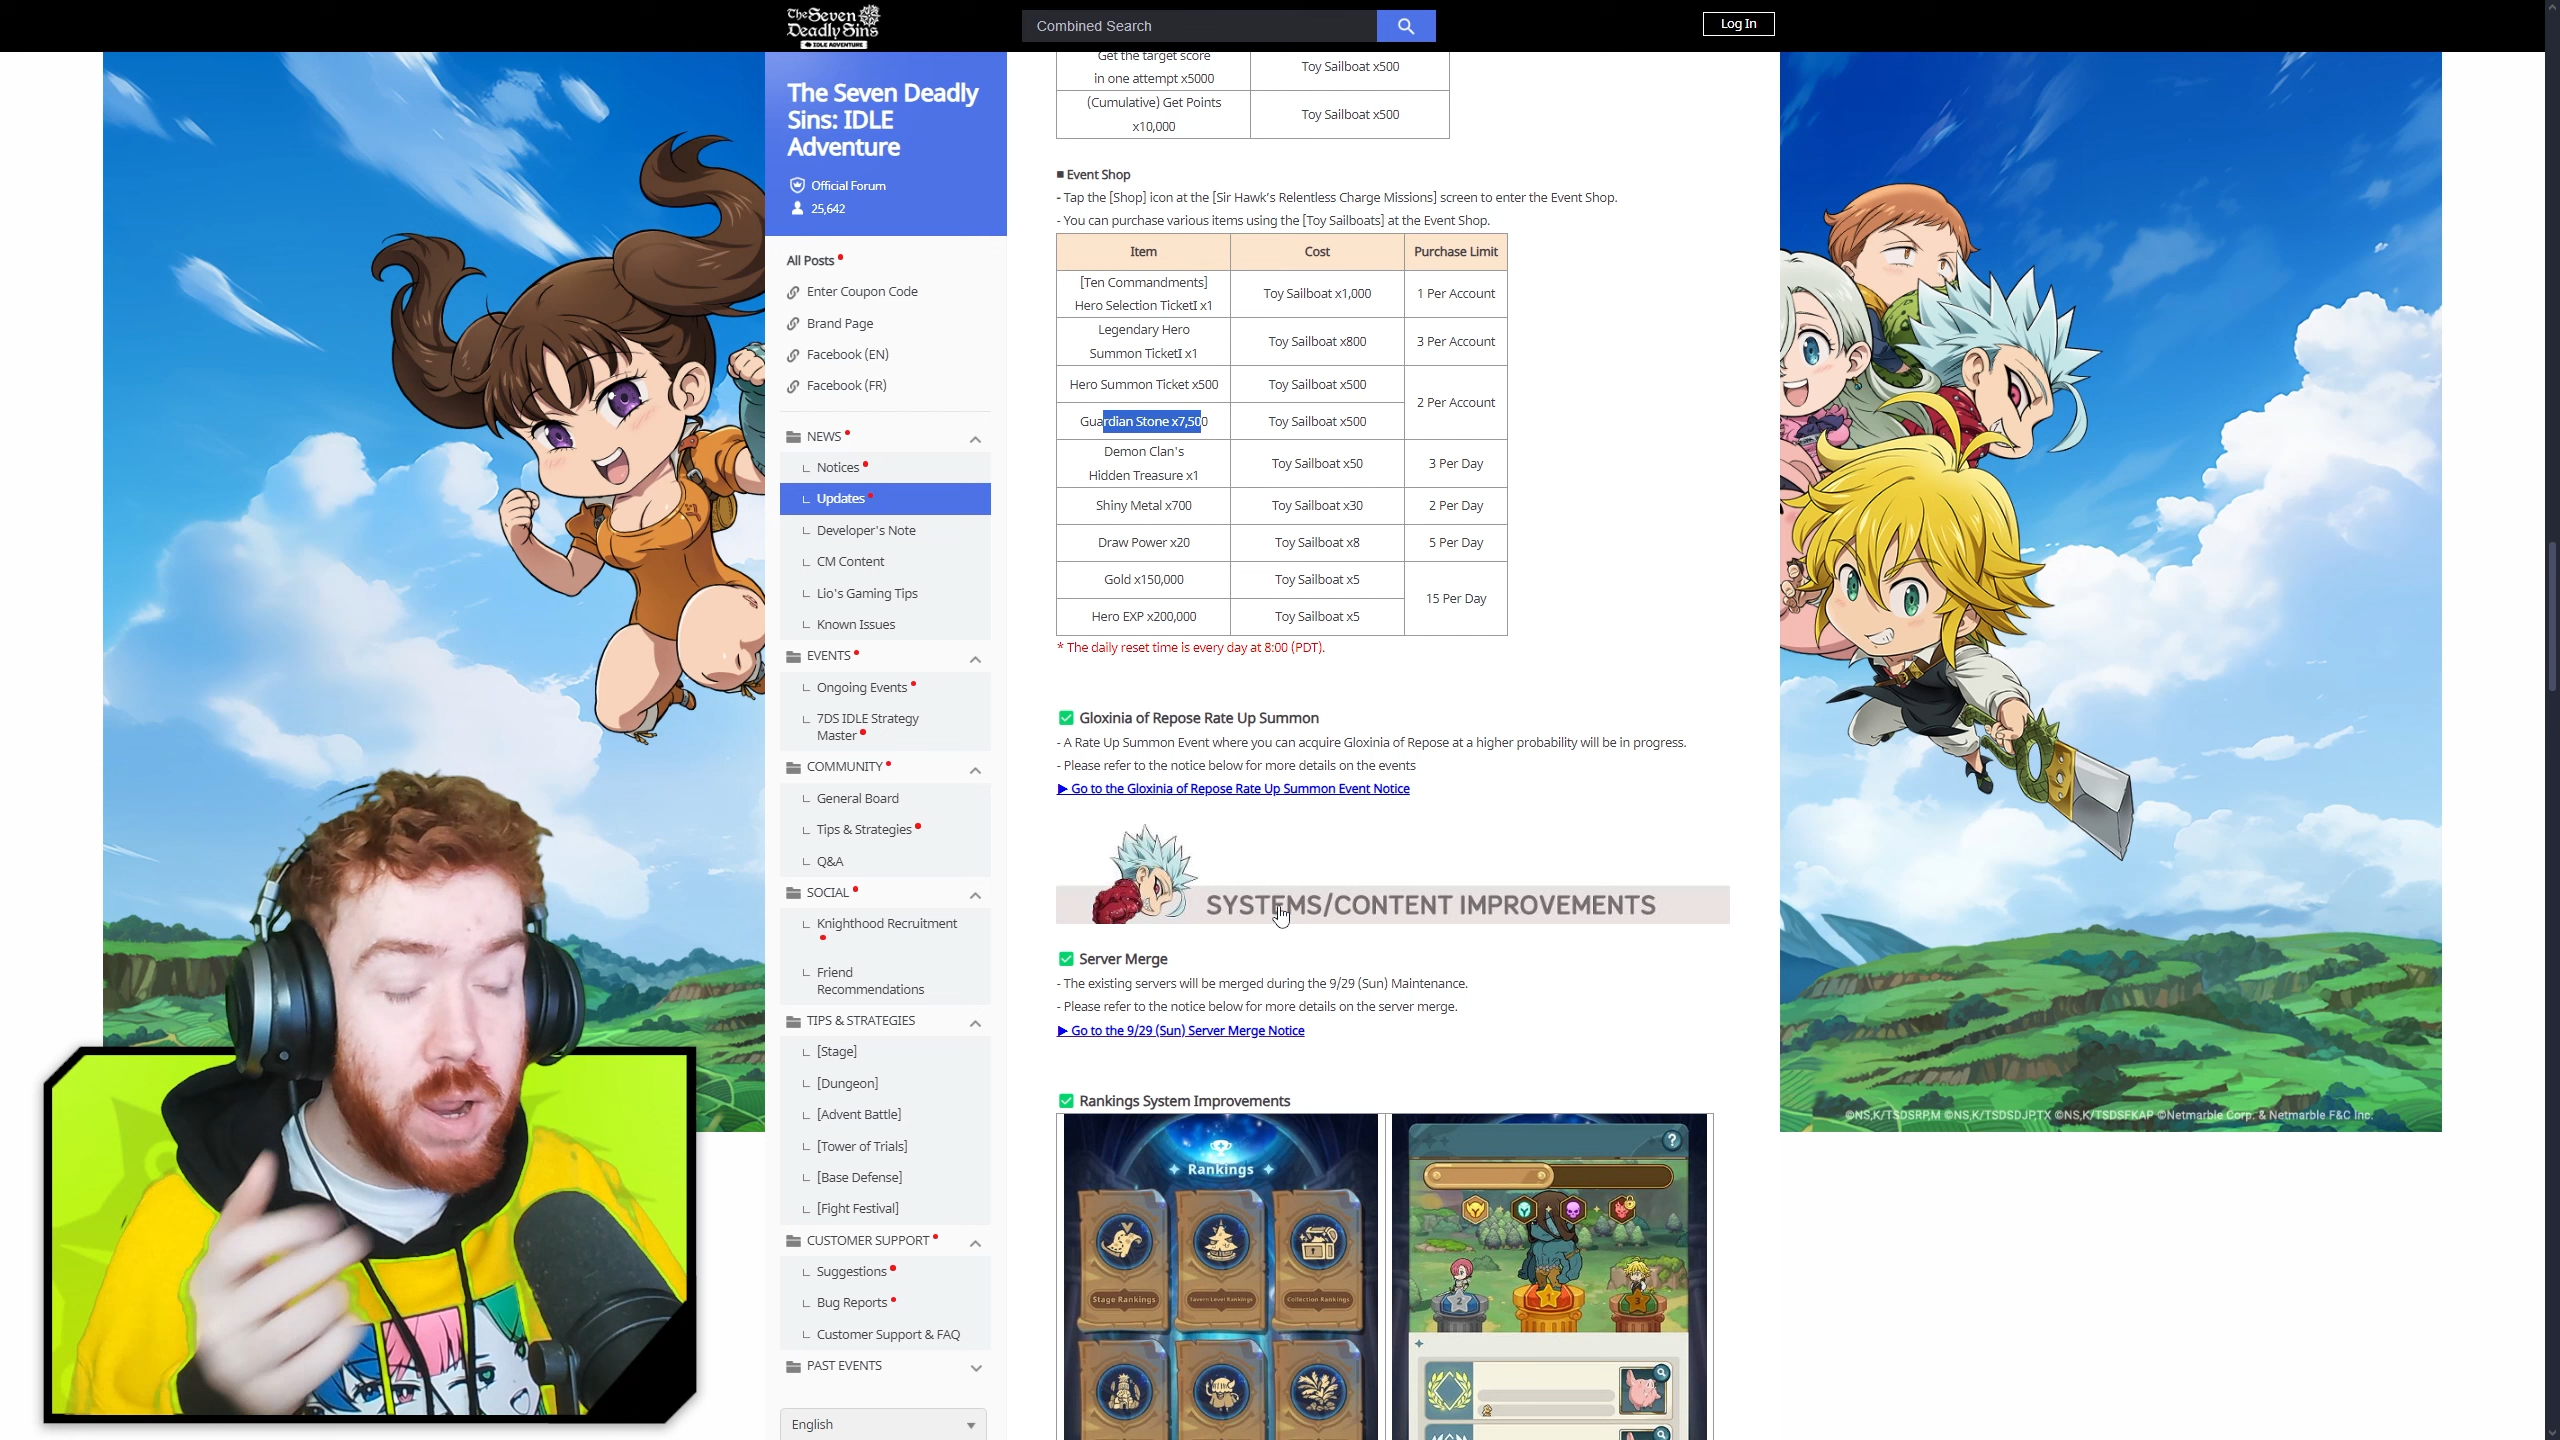 The Seven
Deadly Sins
IDLE ADVENTURE
Combined Search
Log In
The Seven Deadly
Sins: IDLE
Adventure
Official Forum
25,642
All Posts
Enter Coupon Code
Brand Page
Facebook (EN)
Facebook (FR)
NEWS
Notices
Updates
Developer's Note
CM Content
Lio's Gaming Tips
Known Issues
EVENTS
Ongoing Events
7DS IDLE Strategy
Master
COMMUNITY
General Board
Tips & Strategies
Q&A
SOCIAL
Knighthood Recruitment
Friend
Recommendations
TIPS & STRATEGIES
[Stage]
[Dungeon]
[Advent Battle]
[Tower of Trials]
[Base Defense]
[Fight Festival]
CUSTOMER SUPPORT
Suggestions
Bug Reports
Customer Support & FAQ
PAST EVENTS
English
Get the target score
in one attempt x5000
Toy Sailboat x500
(Cumulative) Get Points
x10,000
Toy Sailboat x500
■ Event Shop
- Tap the [Shop] icon at the [Sir Hawk's Relentless Charge Missions] screen to enter the Event Shop.
- You can purchase various items using the [Toy Sailboats] at the Event Shop.
Item Cost Purchase Limit
[Ten Commandments]
Hero Selection TicketI x1
Toy Sailboat x1,000
1 Per Account
Legendary Hero
Summon TicketI x1
Toy Sailboat x800
3 Per Account
Hero Summon Ticket x500 Toy Sailboat x500
2 Per Account
Guardian Stone x7,500 Toy Sailboat x500
Demon Clan's
Hidden Treasure x1
Toy Sailboat x50
3 Per Day
Shiny Metal x700 Toy Sailboat x30 2 Per Day
Draw Power x20 Toy Sailboat x8 5 Per Day
Gold x150,000 Toy Sailboat x5
15 Per Day
Hero EXP x200,000 Toy Sailboat x5
* The daily reset time is every day at 8:00 (PDT).
✅ Gloxinia of Repose Rate Up Summon
- A Rate Up Summon Event where you can acquire Gloxinia of Repose at a higher probability will be in progress.
- Please refer to the notice below for more details on the events
▶ Go to the Gloxinia of Repose Rate Up Summon Event Notice
SYSTEMS/CONTENT IMPROVEMENTS
✅ Server Merge
- The existing servers will be merged during the 9/29 (Sun) Maintenance.
- Please refer to the notice below for more details on the server merge.
▶ Go to the 9/29 (Sun) Server Merge Notice
✅ Rankings System Improvements
Rankings
Stage Rankings
Tavern Level Rankings
Collection Rankings
?
2
1
3
©NS,K/TSDSRP,M ©NS,K/TSDSDJP,TX ©NS,K/TSDSFKAP ©Netmarble Corp. & Netmarble F&C Inc.